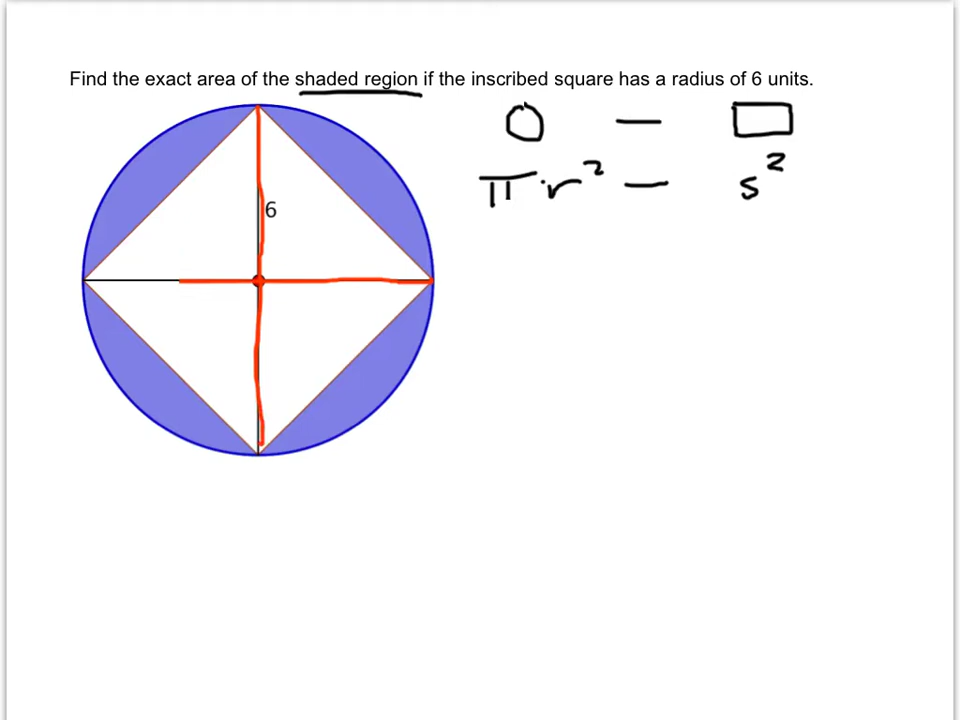 Find the exact area of the shaded region if the inscribed square has a radius of 6 units.
πr² − s²
6